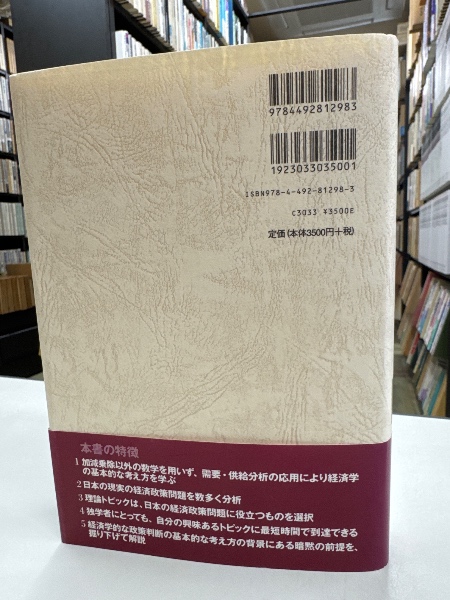 9784492812983
1923033035001
ISBN978-4-492-81298-3
C3033 ¥3500E
定価(本体3500円+税)
本書の特徴
1 加減乗除以外の数学を用いず、需要・供給分析の応用により経済学
の基本的な考え方を学ぶ
2 日本の現実の経済政策問題を数多く分析
3 理論トピックは、日本の経済政策問題に役立つものを選択
4 独学者にとっても、自分の興味あるトピックに最短時間で到達できる
5 経済学的な政策判断の基本的な考え方の背景にある暗黙の前提を、
掘り下げて解説